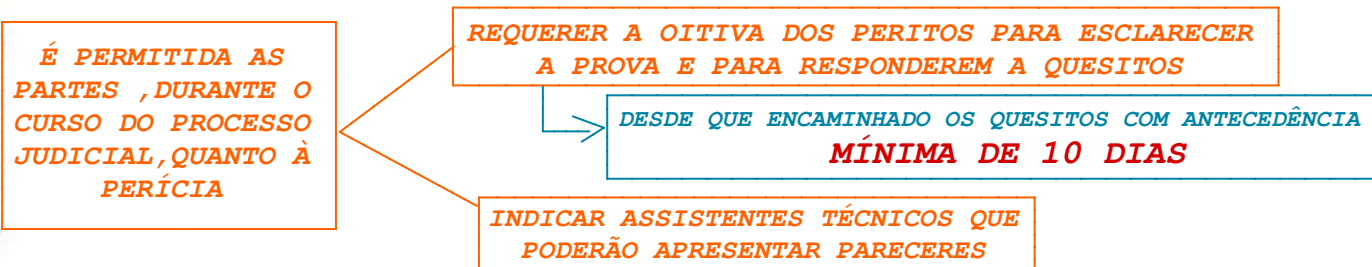 É PERMITIDA AS
PARTES ,DURANTE O
CURSO DO PROCESSO
JUDICIAL,QUANTO À
PERÍCIA
REQUERER A OITIVA DOS PERITOS PARA ESCLARECER
A PROVA E PARA RESPONDEREM A QUESITOS
DESDE QUE ENCAMINHADO OS QUESITOS COM ANTECEDÊNCIA
MÍNIMA DE 10 DIAS
INDICAR ASSISTENTES TÉCNICOS QUE
PODERÃO APRESENTAR PARECERES